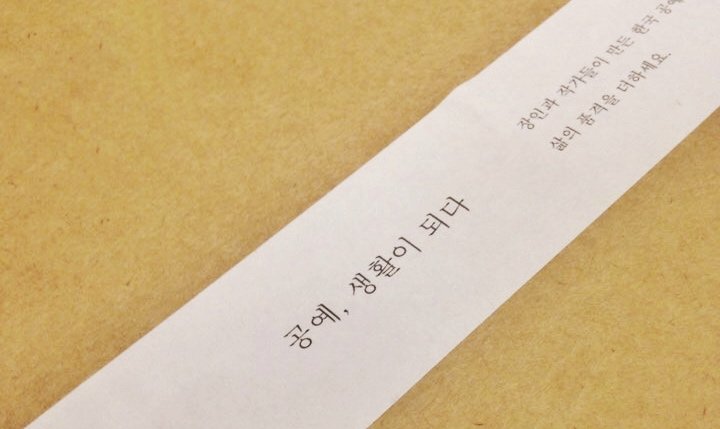 공예, 생활이 되다
장인과 작가들이 만든 한국 공예
삶의 품격을 더하세요.